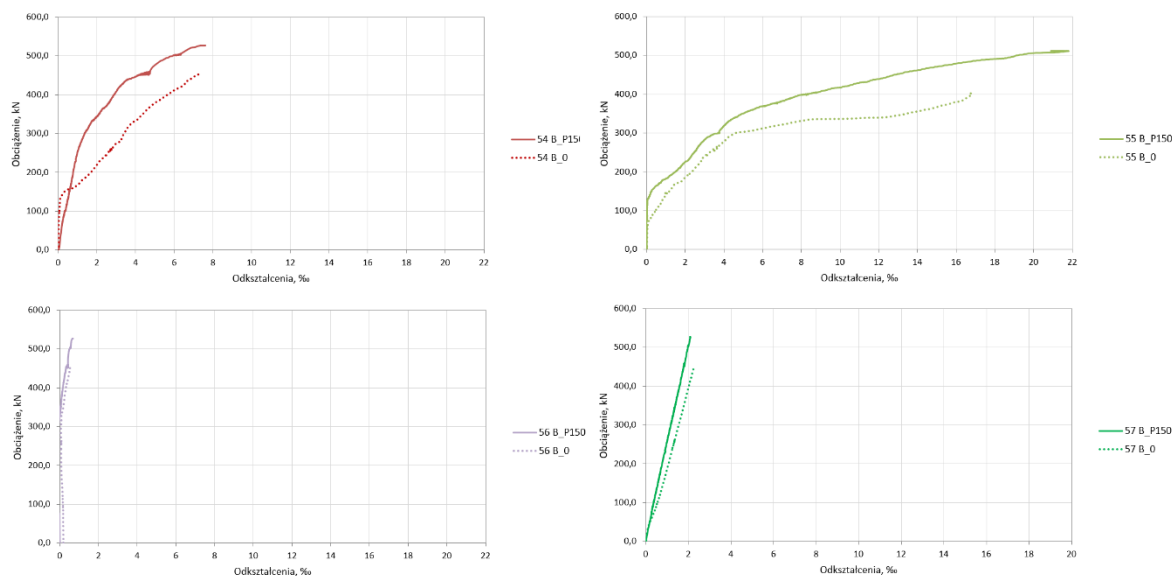 600,0
500,0
400,0
300,0
200,0
100,0
0,0
Obciążenie, kN
0 2 4 6 8 10 12 14 16 18 20 22
Odkształcenia, ‰
54 B_P150
54 B_0
600,0
500,0
400,0
300,0
200,0
100,0
0,0
Obciążenie, kN
0 2 4 6 8 10 12 14 16 18 20 22
Odkształcenia, ‰
55 B_P150
55 B_0
600,0
500,0
400,0
300,0
200,0
100,0
0,0
Obciążenie, kN
0 2 4 6 8 10 12 14 16 18 20 22
Odkształcenia, ‰
56 B_P150
56 B_0
600,0
500,0
400,0
300,0
200,0
100,0
0,0
Obciążenie, kN
0 2 4 6 8 10 12 14 16 18 20
Odkształcenia, ‰
57 B_P150
57 B_0